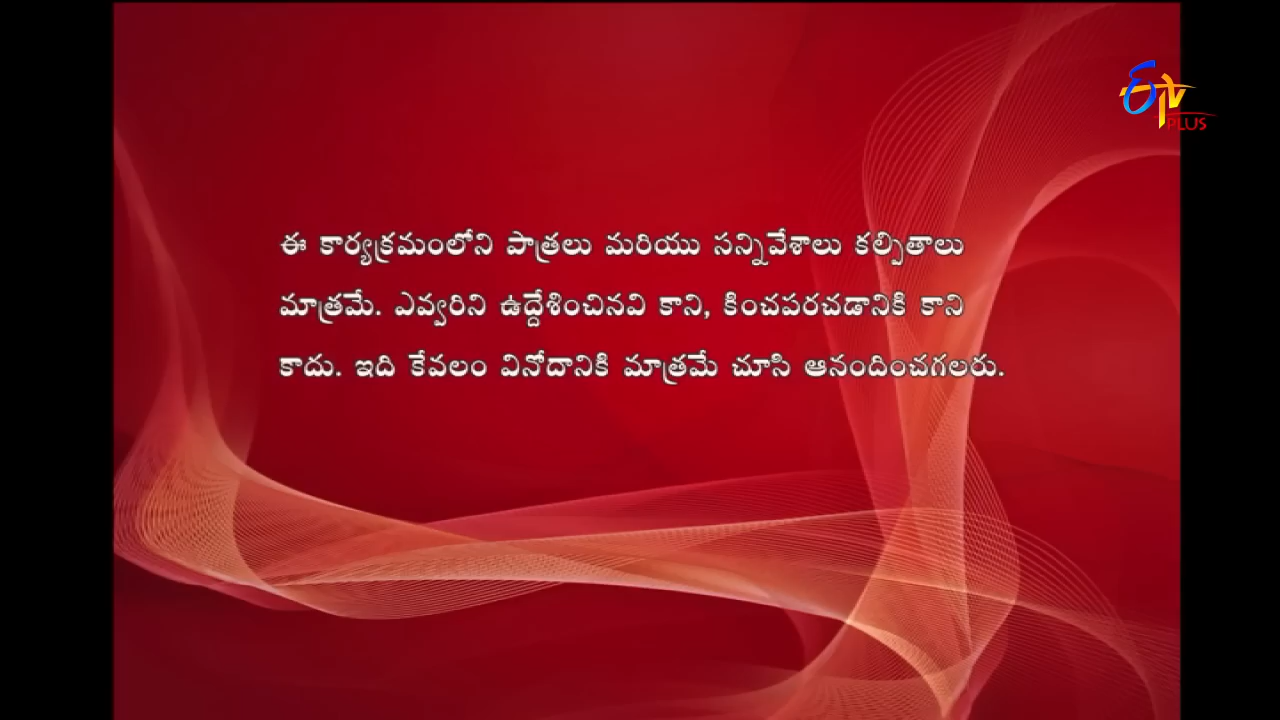 ETV
PLUS
ఈ కార్యక్రమంలోని పాత్రలు మరియు సన్నివేశాలు కల్పితాలు
మాత్రమే. ఎవ్వరిని ఉద్దేశించినవి కాని, కించపరచడానికి కాని
కాదు. ఇది కేవలం వినోదానికి మాత్రమే చూసి ఆనందించగలరు.